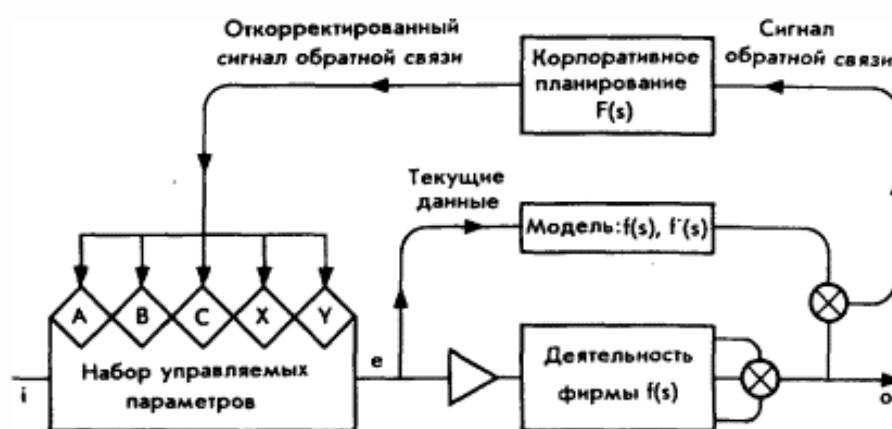 Откорректированный
сигнал обратной связи
Корпоративное
планирование
F(s)
Сигнал
обратной связи
Текущие
данные
Модель: f(s), f˙(s)
A
B
C
X
Y
Набор управляемых
параметров
i
e
Деятельность
фирмы f(s)
o